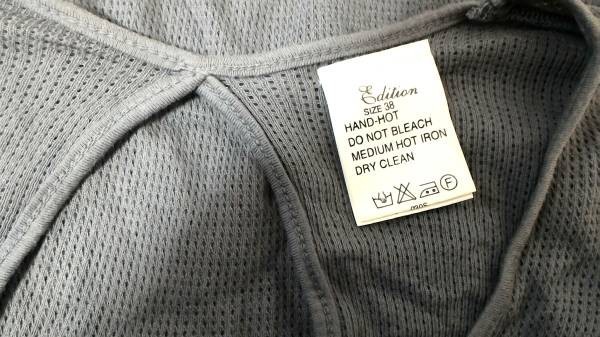 Edition
SIZE 38
HAND-HOT
DO NOT BLEACH
MEDIUM HOT IRON
DRY CLEAN
F